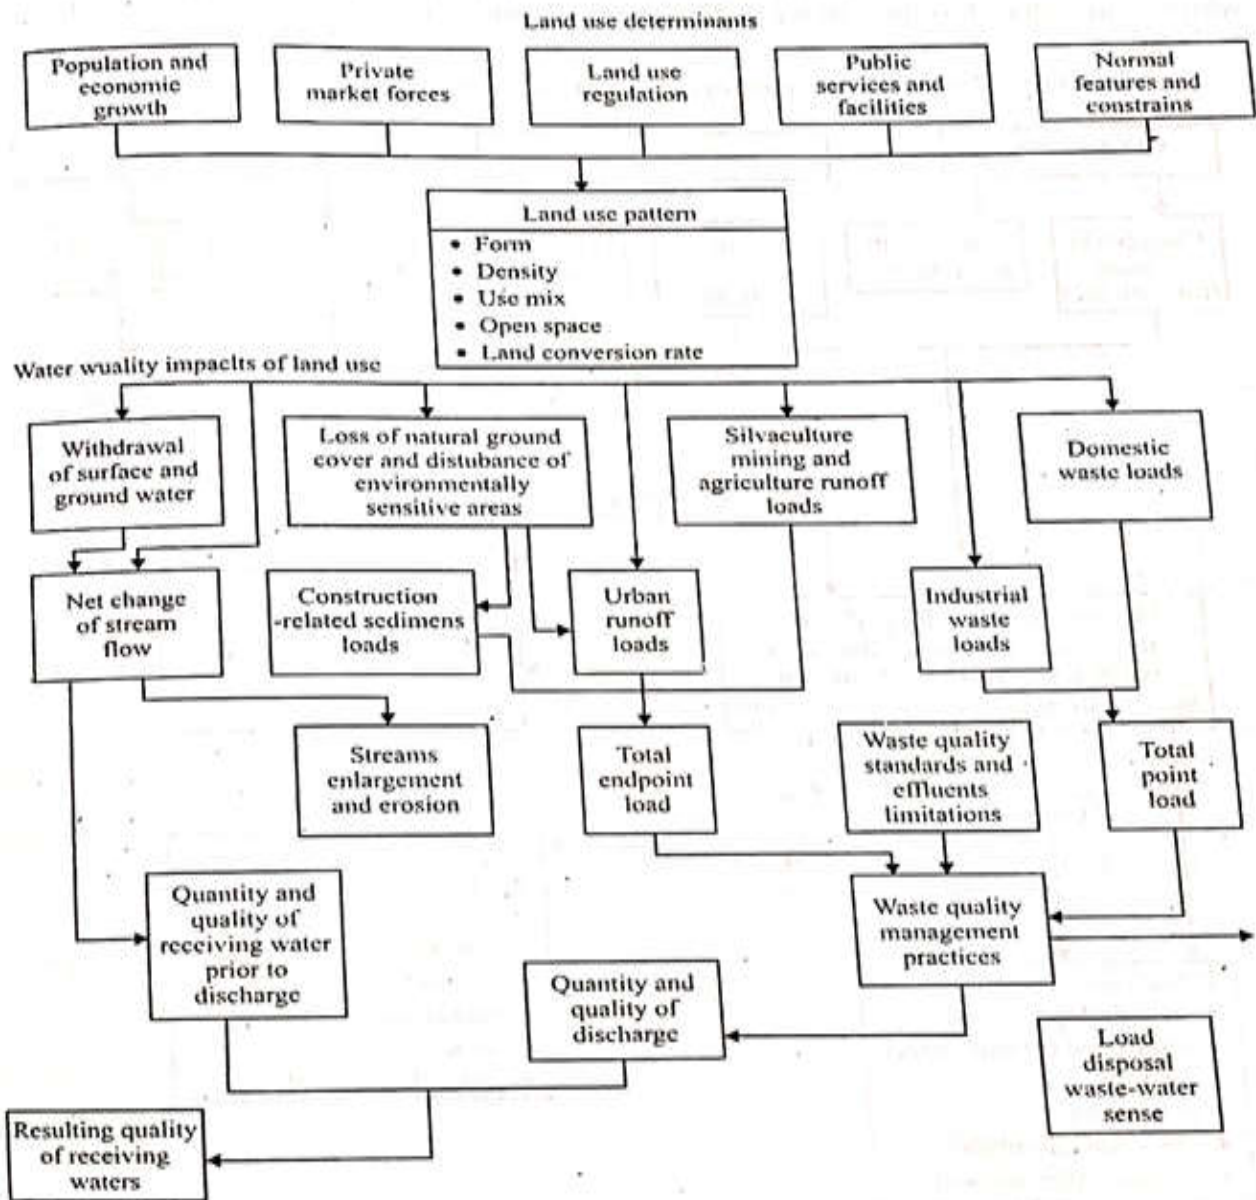 Land use determinants
Population and
economic
growth
Private
market forces
Land use
regulation
Public
services and
facilities
Normal
features and
constrains
Land use pattern
• Form
• Density
• Use mix
• Open space
• Land conversion rate
Water wuality impaclts of land use
Withdrawal
of surface and
ground water
Loss of natural ground
cover and distubance of
environmentally
sensitive areas
Silvaculture
mining and
agriculture runoff
loads
Domestic
waste loads
Net change
of stream
flow
Construction
-related sedimens
loads
Urban
runoff
loads
Industrial
waste
loads
Streams
enlargement
and erosion
Total
endpoint
load
Waste quality
standards and
effluents
limitations
Total
point
load
Quantity and
quality of
receiving water
prior to
discharge
Waste quality
management
practices
Quantity and
quality of
discharge
Load
disposal
waste-water
sense
Resulting quality
of receiving
waters